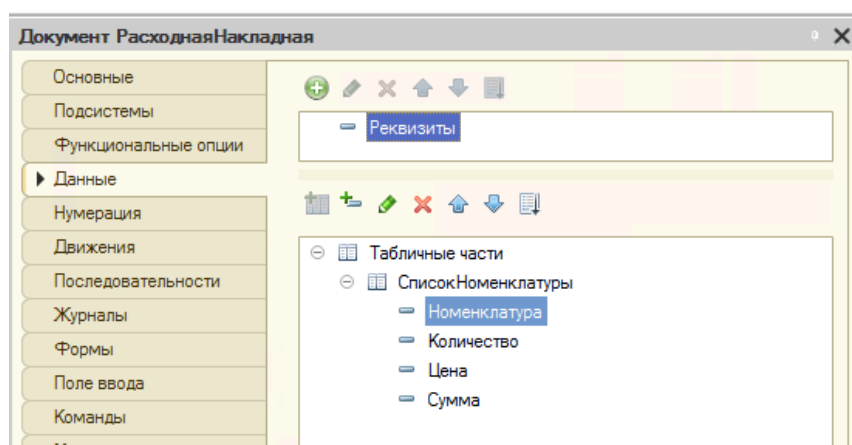 Документ РасходнаяНакладная
Основные
Подсистемы
Функциональные опции
Данные
Нумерация
Движения
Последовательности
Журналы
Формы
Поле ввода
Команды
Реквизиты
Табличные части
СписокНоменклатуры
Номенклатура
Количество
Цена
Сумма